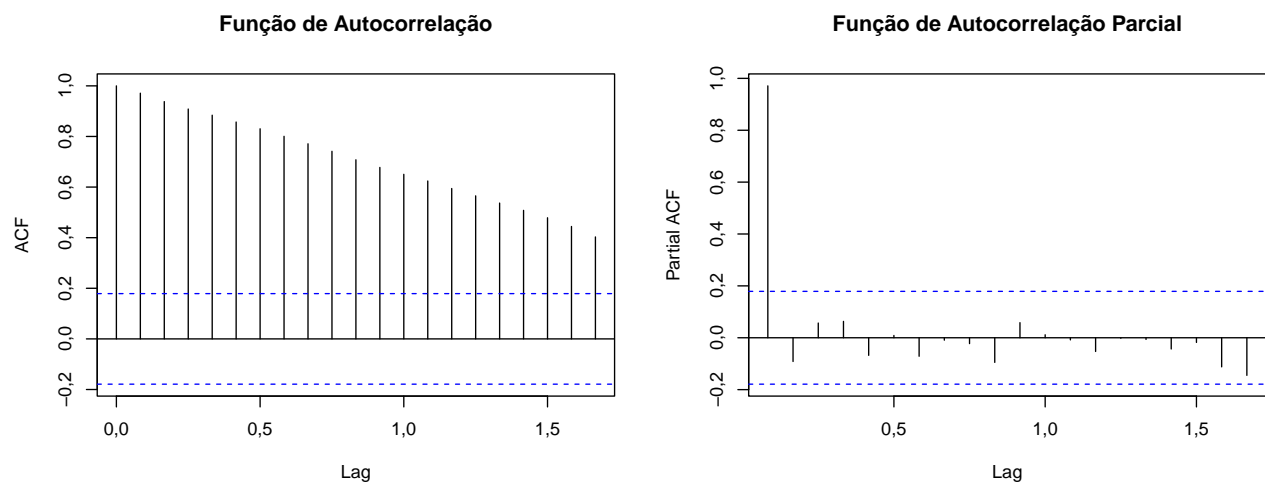 Função de Autocorrelação
ACF
1,0
0,8
0,6
0,4
0,2
0,0
−0,2
0,0 0,5 1,0 1,5
Lag
Função de Autocorrelação Parcial
Partial ACF
1,0
0,8
0,6
0,4
0,2
0,0
−0,2
0,5 1,0 1,5
Lag